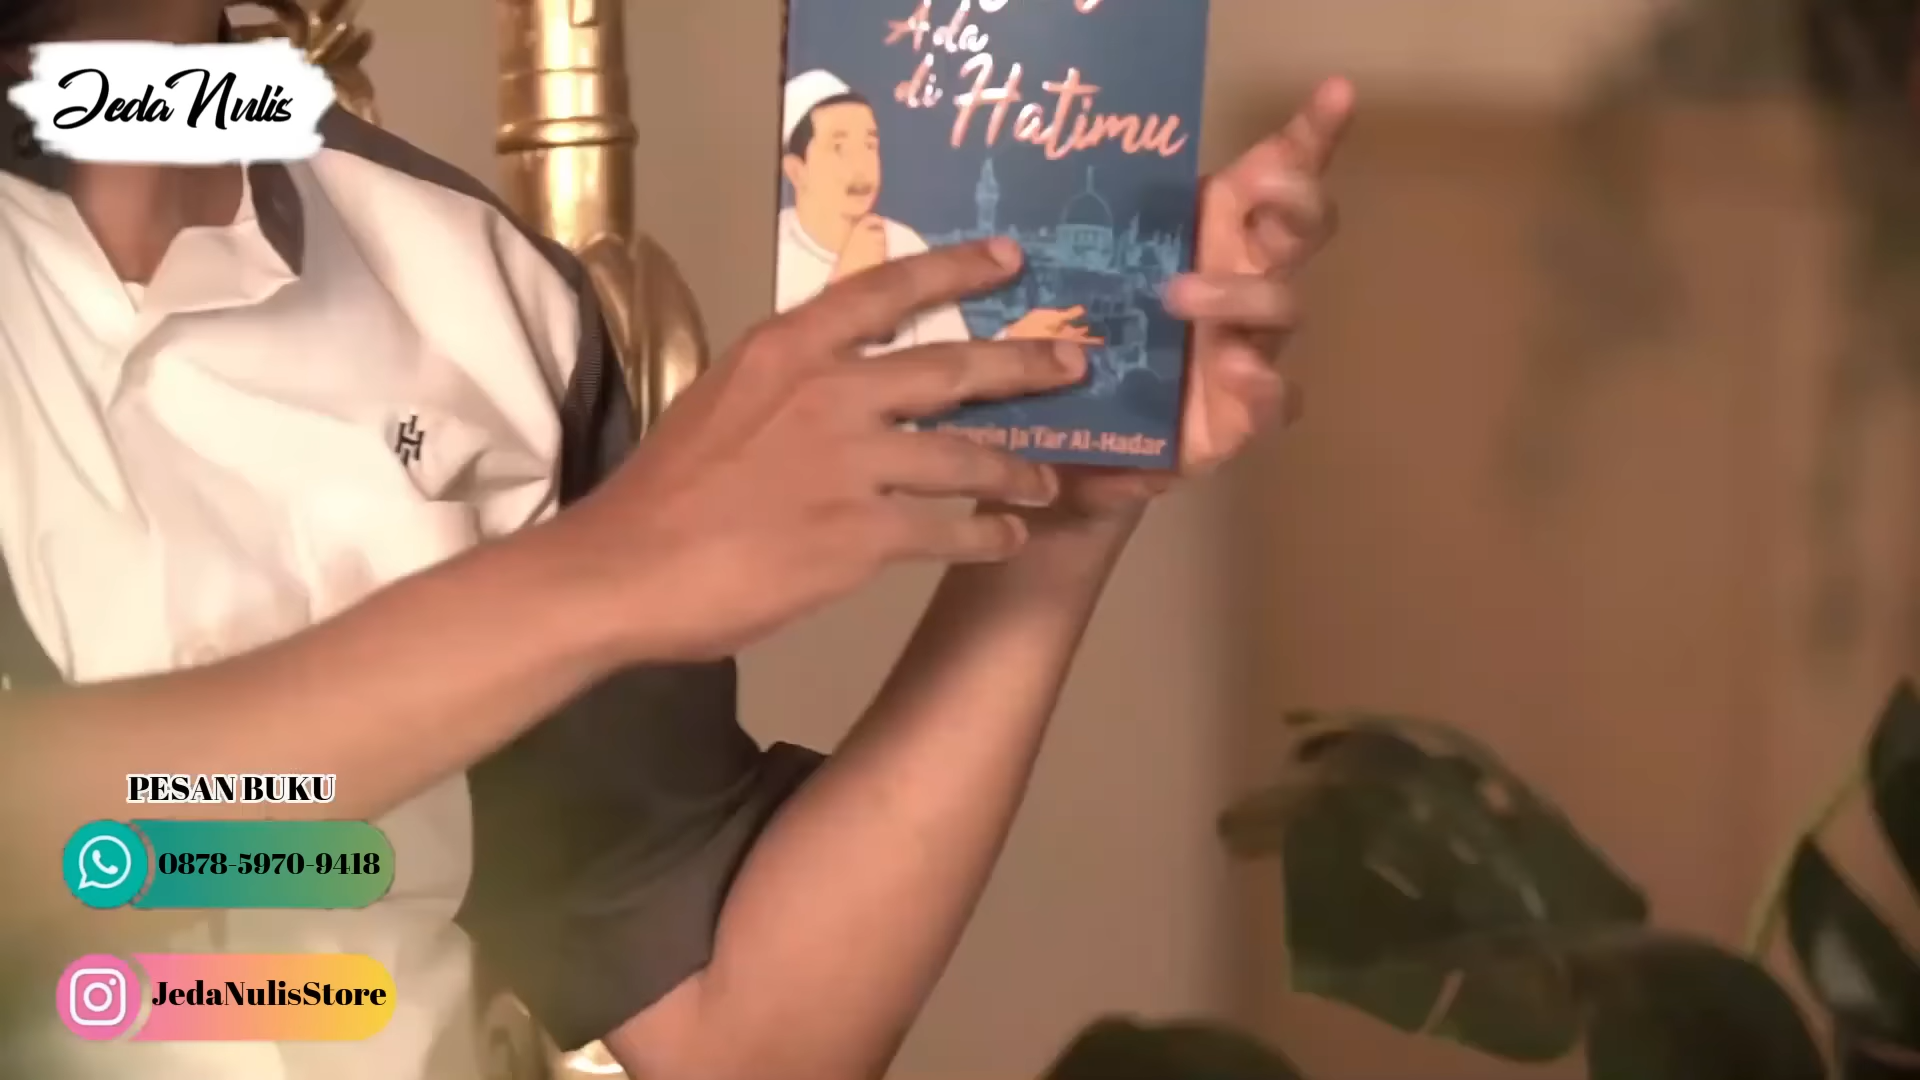 Jeda Nulis
Ada
di Hatimu
Ja'far Al-Hadar
PESAN BUKU
0878-5970-9418
JedaNulisStore